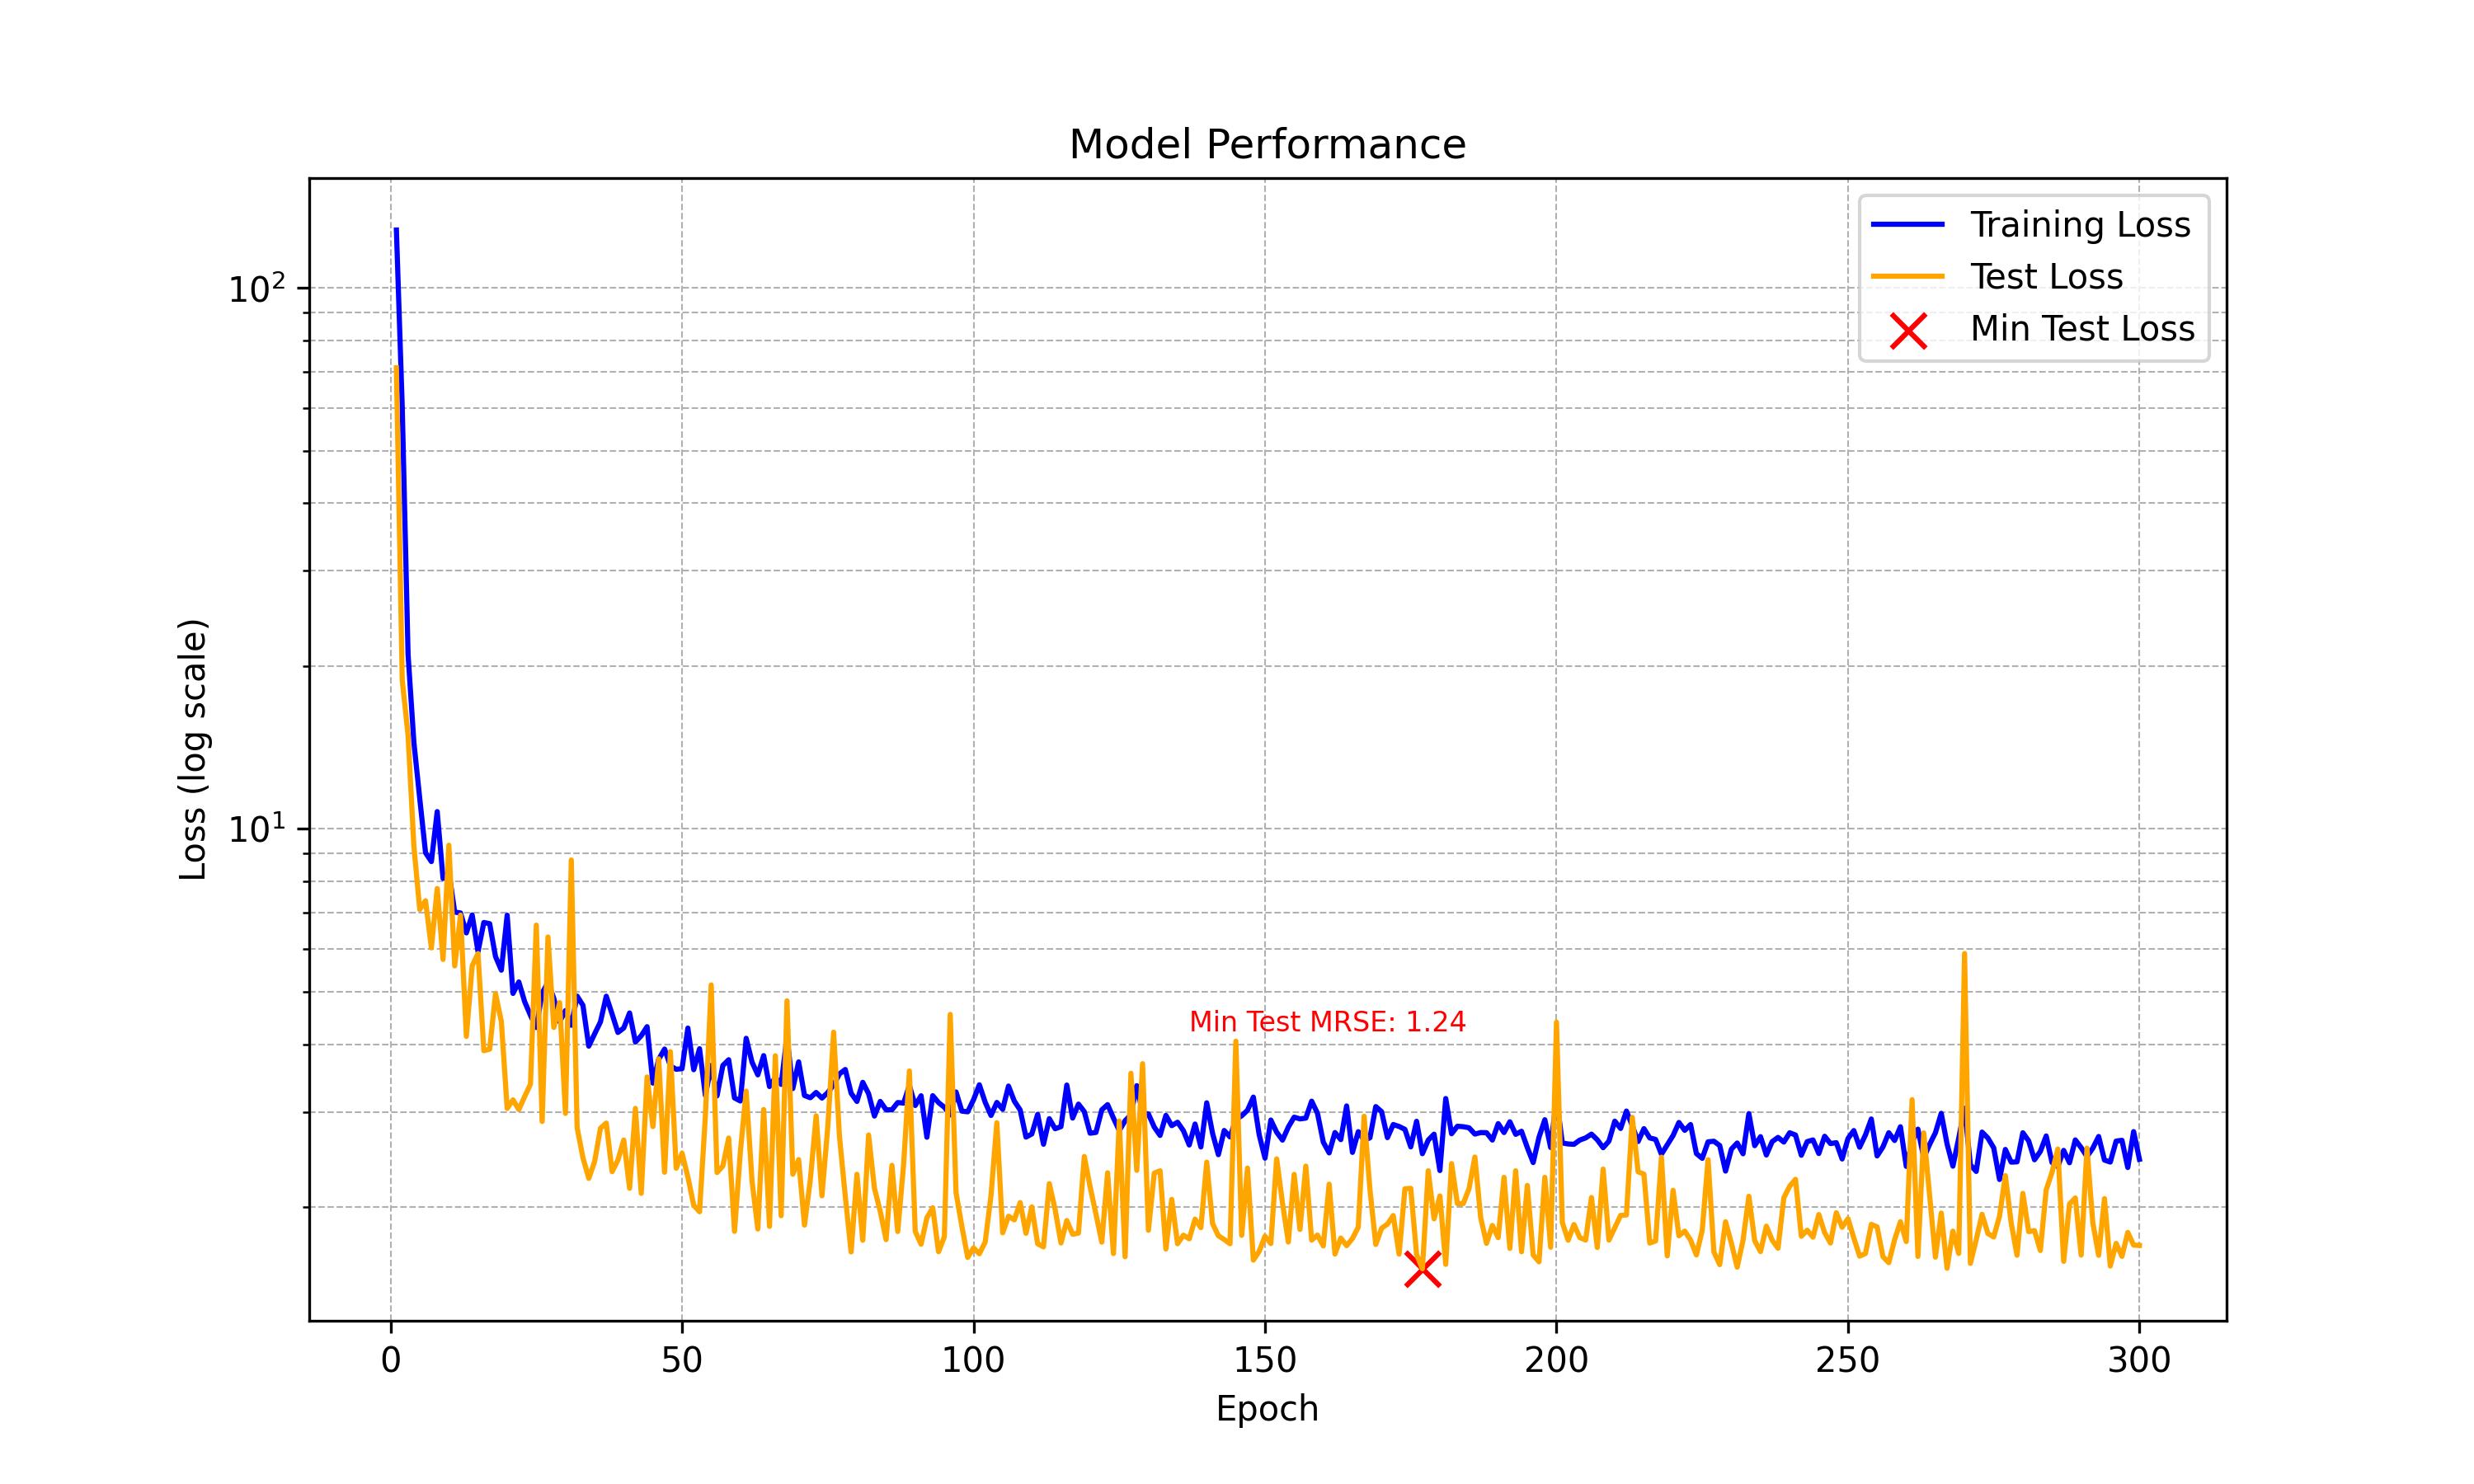 Model Performance
Training Loss
Test Loss
Min Test Loss
10²
10¹
Loss (log scale)
Min Test MRSE: 1.24
0 50 100 150 200 250 300
Epoch